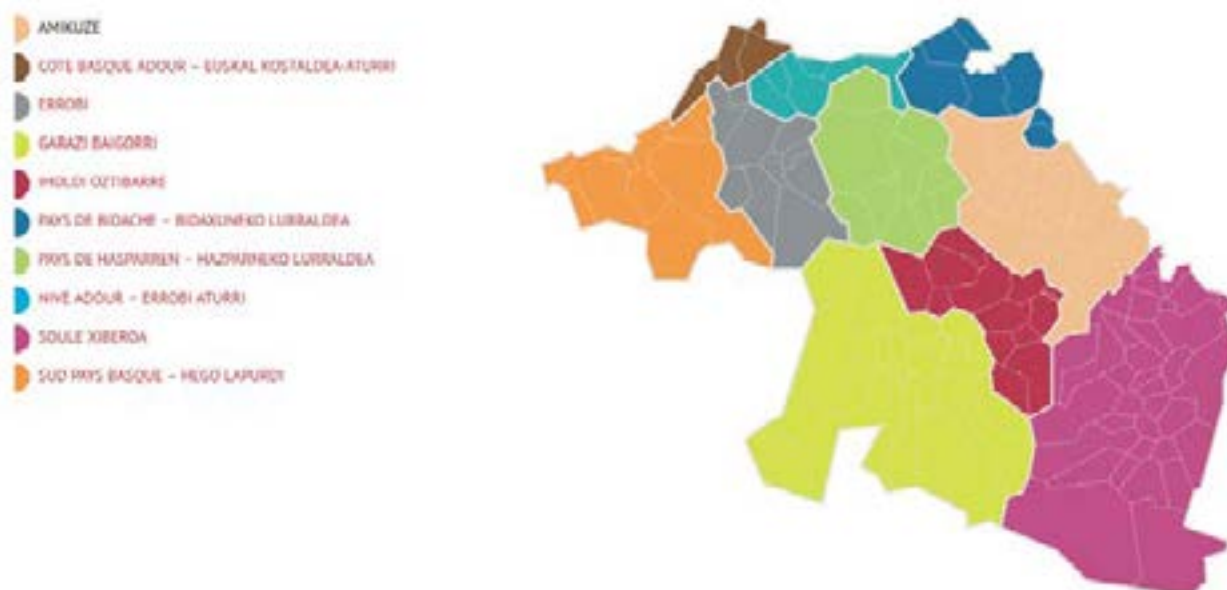 AMIKUZE
COTE BASQUE ADOUR – EUSKAL KOSTALDEA-ATURRI
ERROBI
GARAZI BAIGORRI
IHOLDI OZTIBARRE
PAYS DE BIDACHE – BIDAXUNEKO LURRALDEA
PAYS DE HASPARREN – HAZPARNEKO LURRALDEA
NIVE ADOUR – ERROBI ATURRI
SOULE XIBEROA
SUD PAYS BASQUE – HEGO LAPURDI